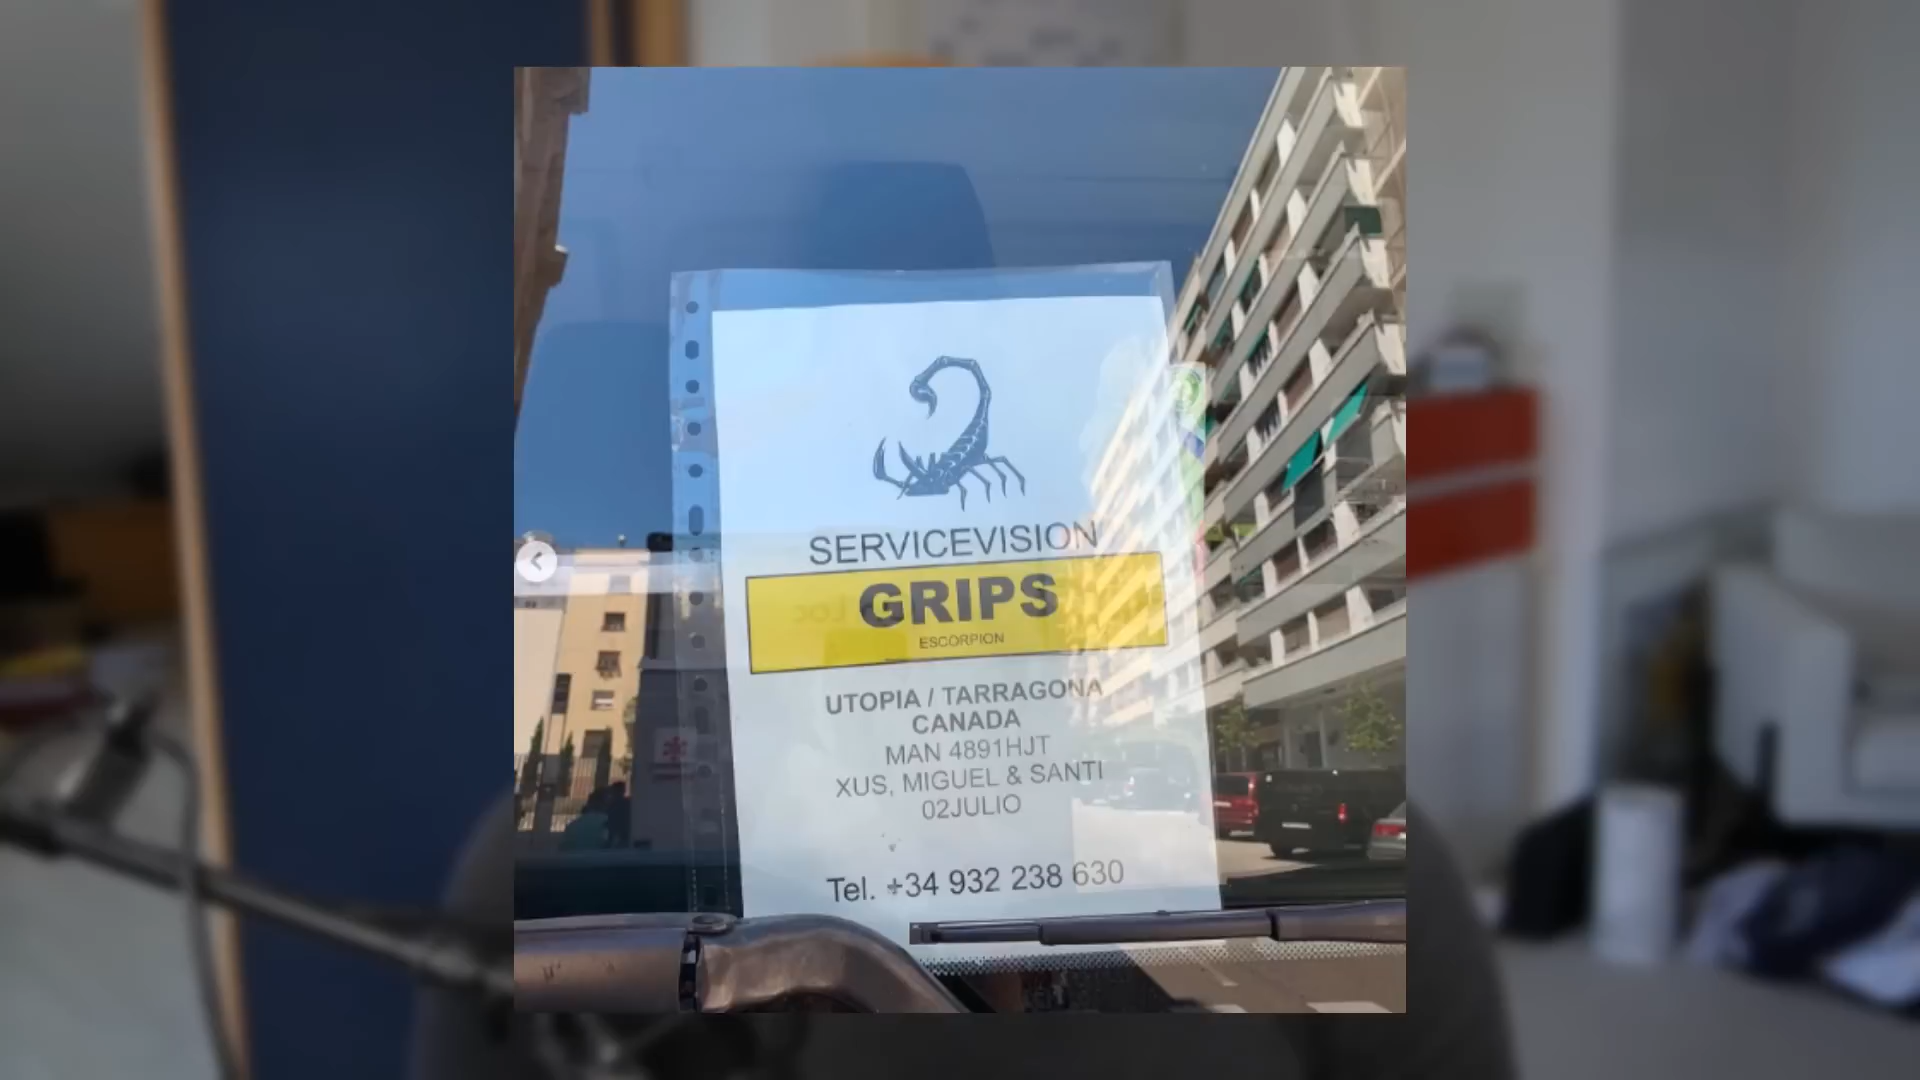 SERVICEVISION
GRIPS
ESCORPION
UTOPIA / TARRAGONA
CANADA
MAN 4891HJT
XUS, MIGUEL & SANTI
02JULIO
Tel. +34 932 238 630